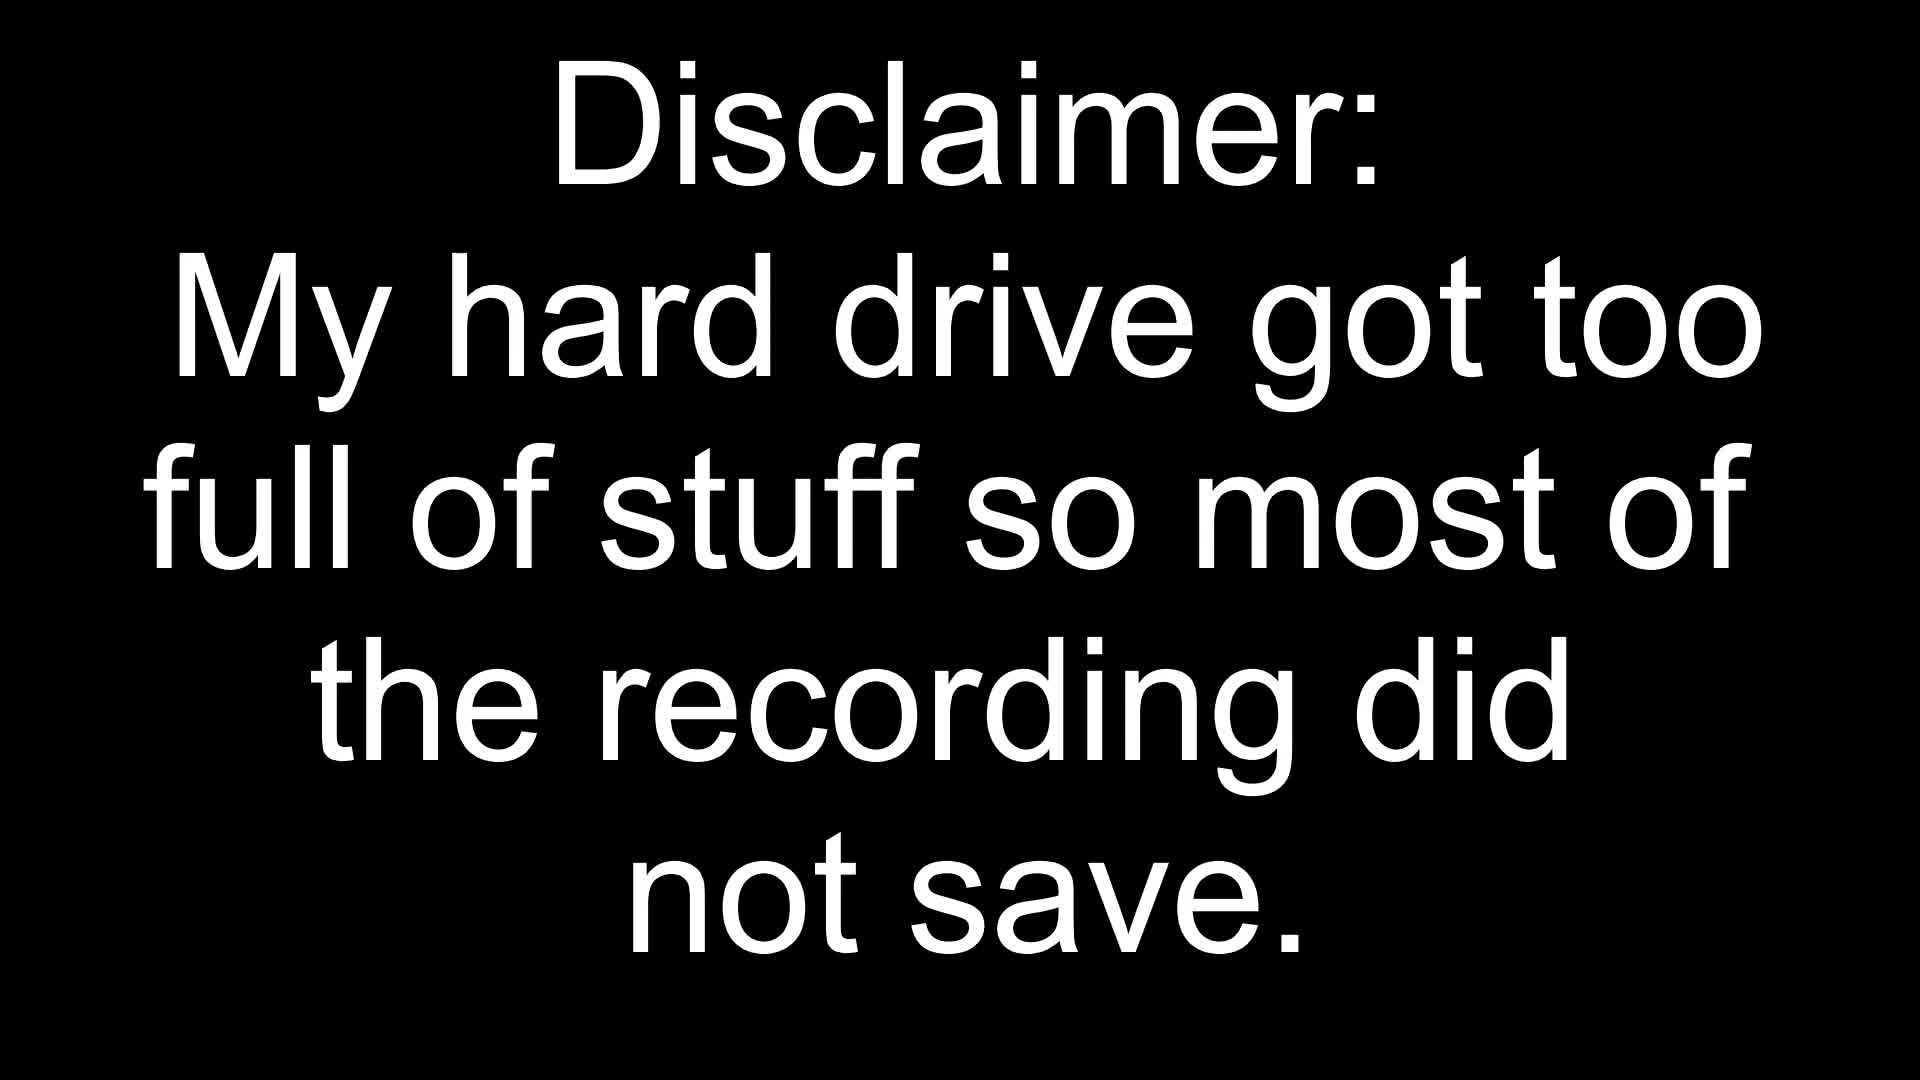 Disclaimer:
My hard drive got too
full of stuff so most of
the recording did
not save.